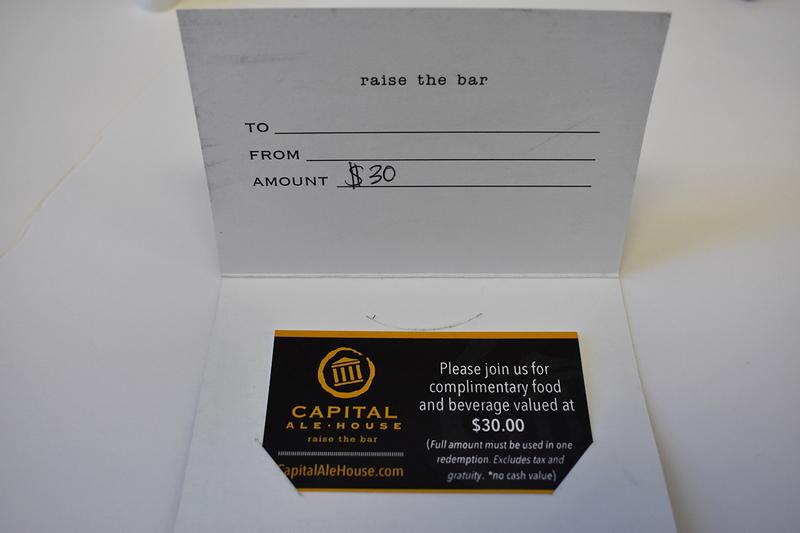 raise the bar
TO
FROM
AMOUNT $30
CAPITAL
ALE·HOUSE
raise the bar
CapitalAleHouse.com
Please join us for
complimentary food
and beverage valued at
$30.00
(Full amount must be used in one
redemption. Excludes tax and
gratuity. *no cash value)